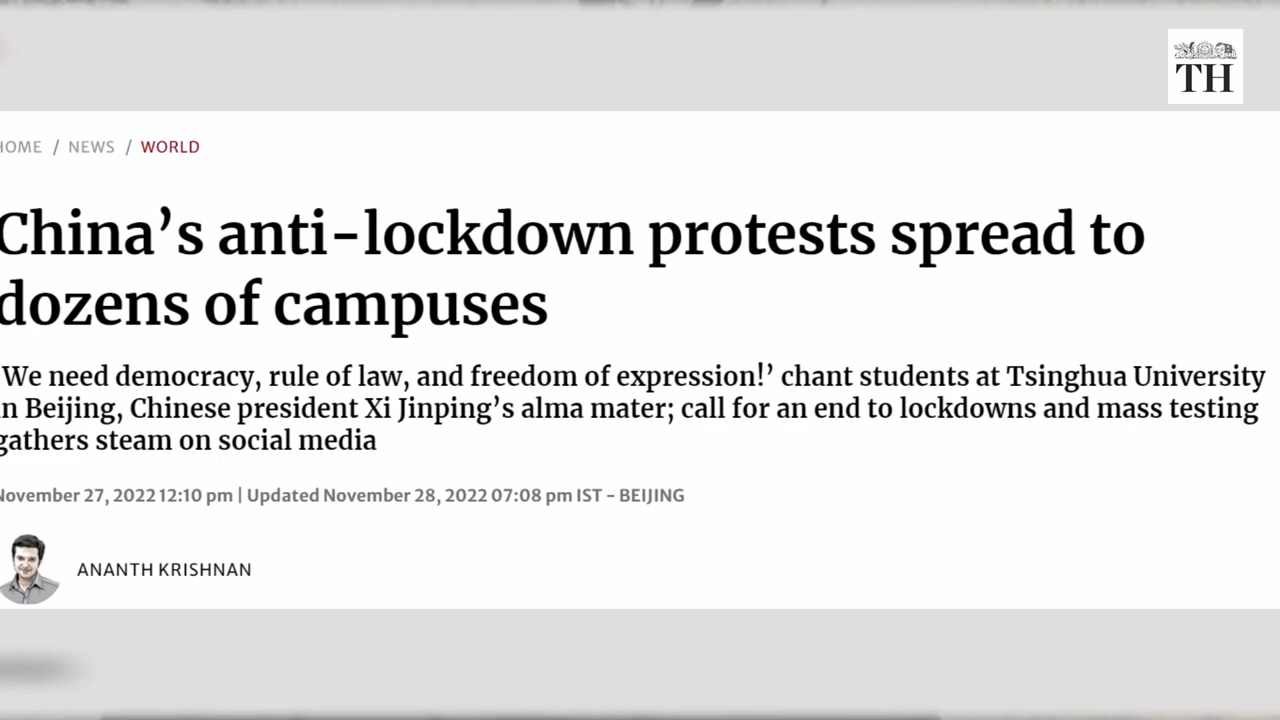 TH
HOME / NEWS / WORLD
China’s anti-lockdown protests spread to
dozens of campuses
‘We need democracy, rule of law, and freedom of expression!’ chant students at Tsinghua University
in Beijing, Chinese president Xi Jinping’s alma mater; call for an end to lockdowns and mass testing
gathers steam on social media
November 27, 2022 12:10 pm | Updated November 28, 2022 07:08 pm IST - BEIJING
ANANTH KRISHNAN